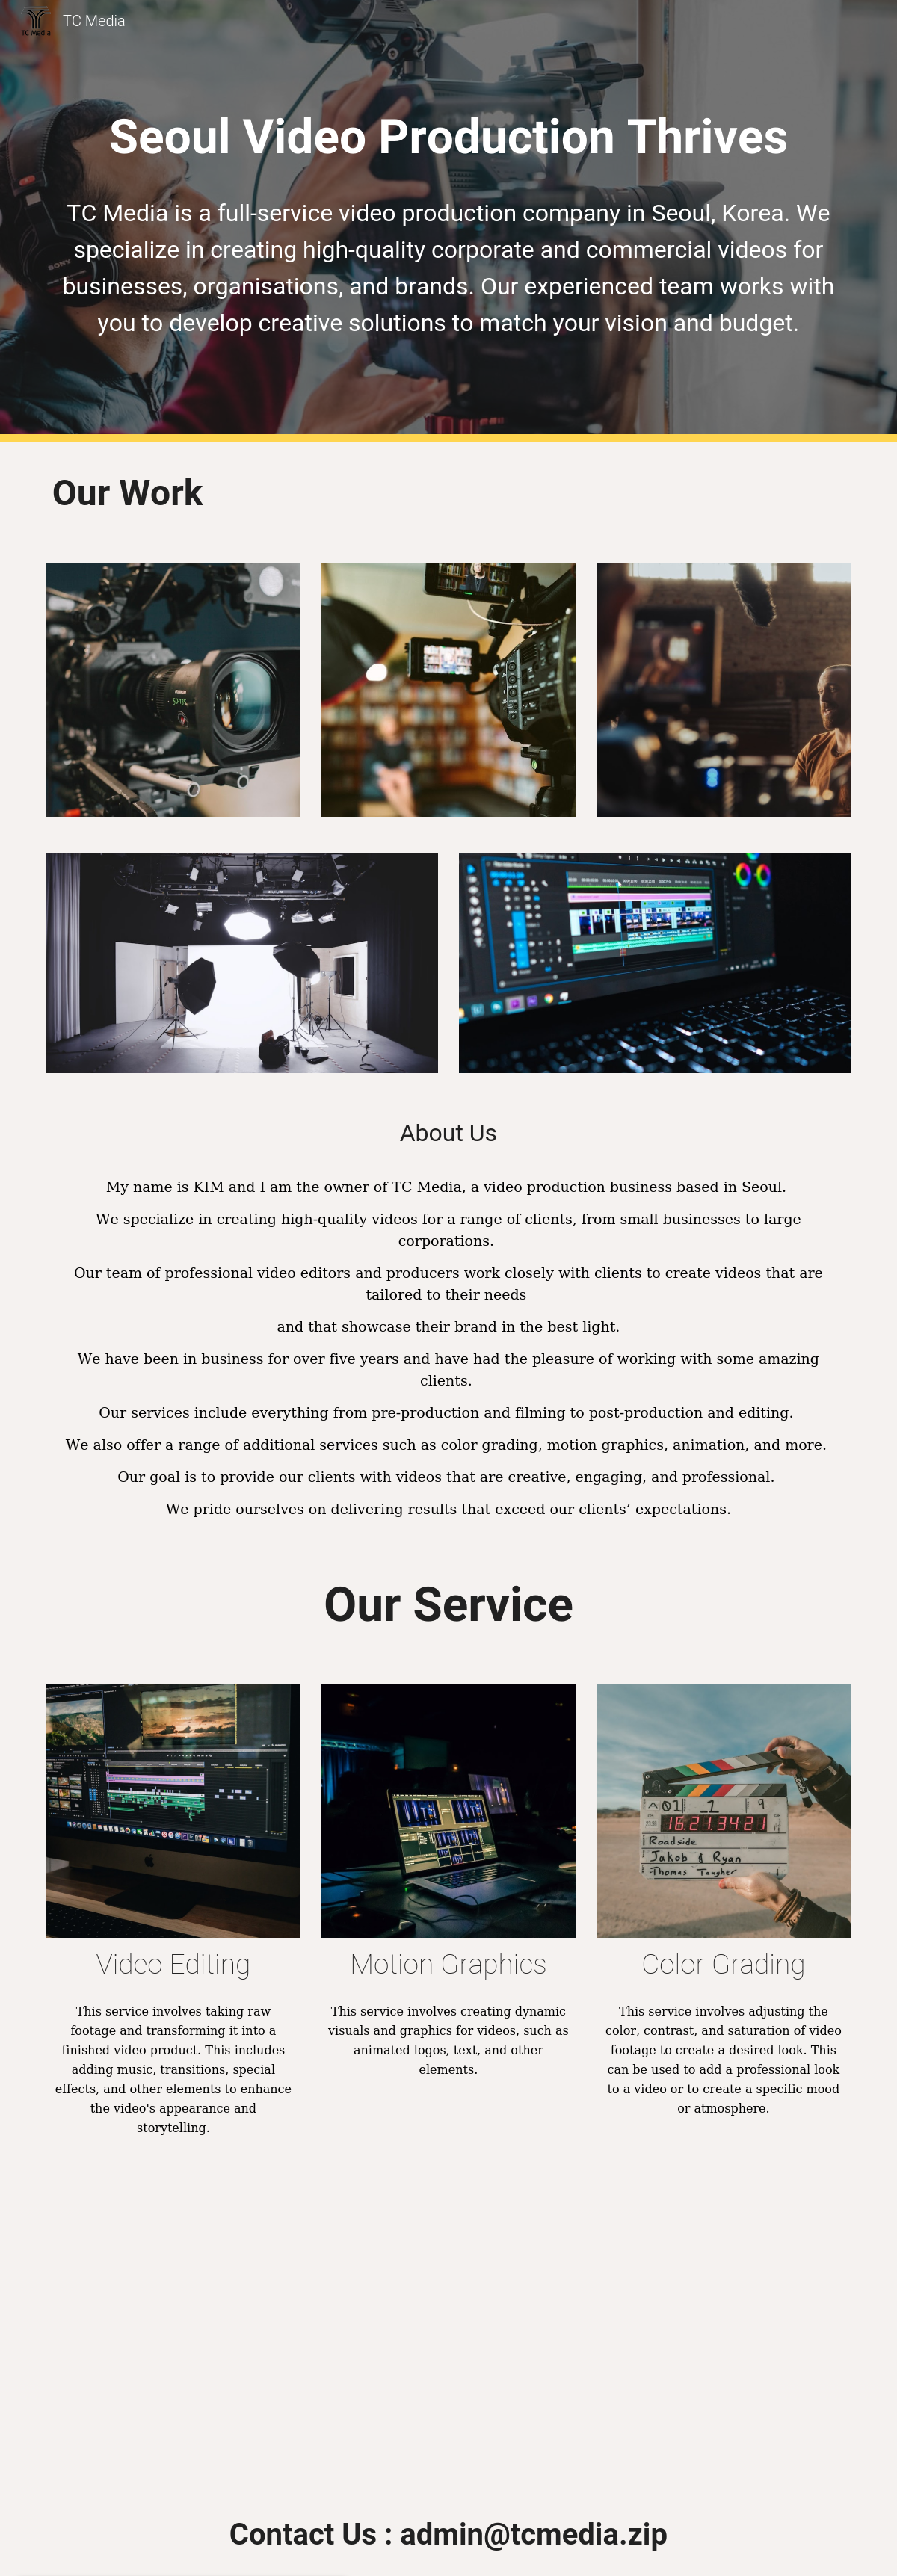 TC Media
TC Media
Seoul Video Production Thrives
TC Media is a full-service video production company in Seoul, Korea. We
specialize in creating high-quality corporate and commercial videos for
businesses, organisations, and brands. Our experienced team works with
you to develop creative solutions to match your vision and budget.
SONY
Our Work
About Us
My name is KIM and I am the owner of TC Media, a video production business based in Seoul.
We specialize in creating high-quality videos for a range of clients, from small businesses to large
corporations.
Our team of professional video editors and producers work closely with clients to create videos that are
tailored to their needs
and that showcase their brand in the best light.
We have been in business for over five years and have had the pleasure of working with some amazing
clients.
Our services include everything from pre-production and filming to post-production and editing.
We also offer a range of additional services such as color grading, motion graphics, animation, and more.
Our goal is to provide our clients with videos that are creative, engaging, and professional.
We pride ourselves on delivering results that exceed our clients’ expectations.
Our Service
01 1 9
16:21:34:21
Roadside
Jakob & Ryan
Thomas Taugher
Video Editing
This service involves taking raw
footage and transforming it into a
finished video product. This includes
adding music, transitions, special
effects, and other elements to enhance
the video's appearance and
storytelling.
Motion Graphics
This service involves creating dynamic
visuals and graphics for videos, such as
animated logos, text, and other
elements.
Color Grading
This service involves adjusting the
color, contrast, and saturation of video
footage to create a desired look. This
can be used to add a professional look
to a video or to create a specific mood
or atmosphere.
Contact Us : admin@tcmedia.zip